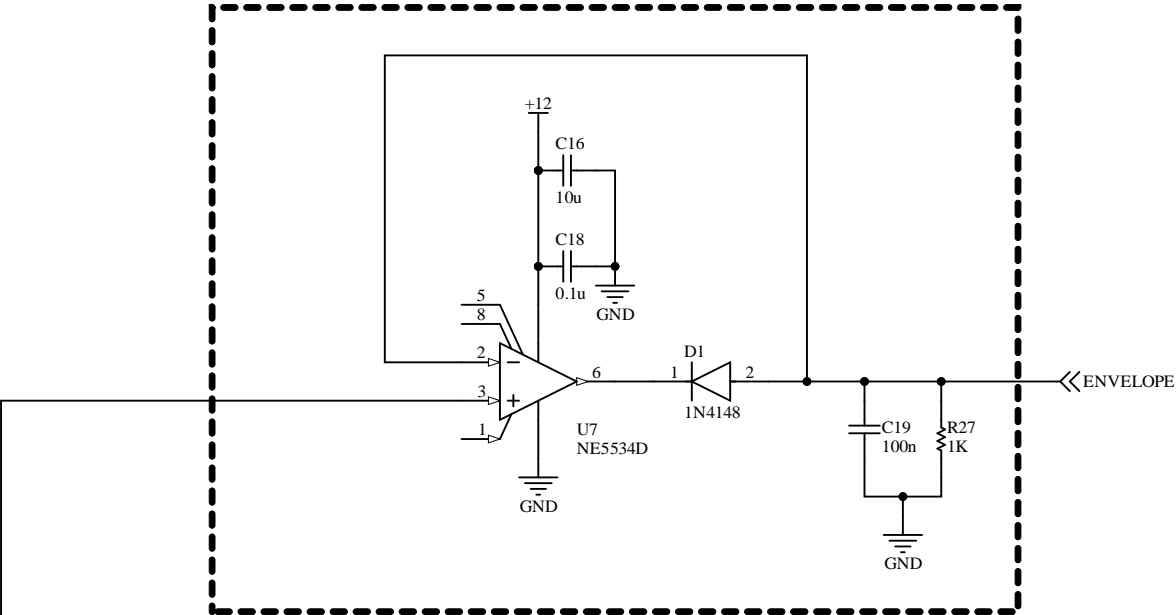 +12
C16
10u
C18
0.1u
GND
5
8
2
3
1
6
U7
NE5534D
GND
D1
1 2
1N4148
ENVELOPE
C19
100n
R27
1K
GND